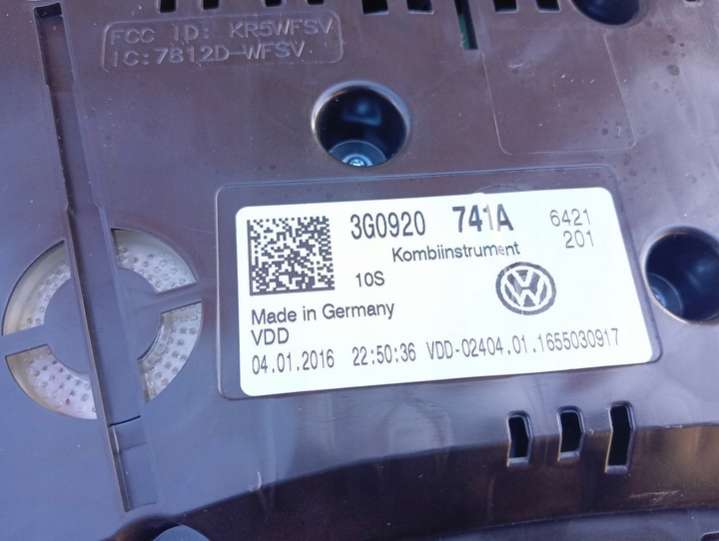 FCC ID: KR5WFSV
IC:7812D-WFSV
3G0920 741A 6421
Kombiinstrument 201
10S
Made in Germany
VDD
04.01.2016 22:50:36 VDD-02404.01.1655030917